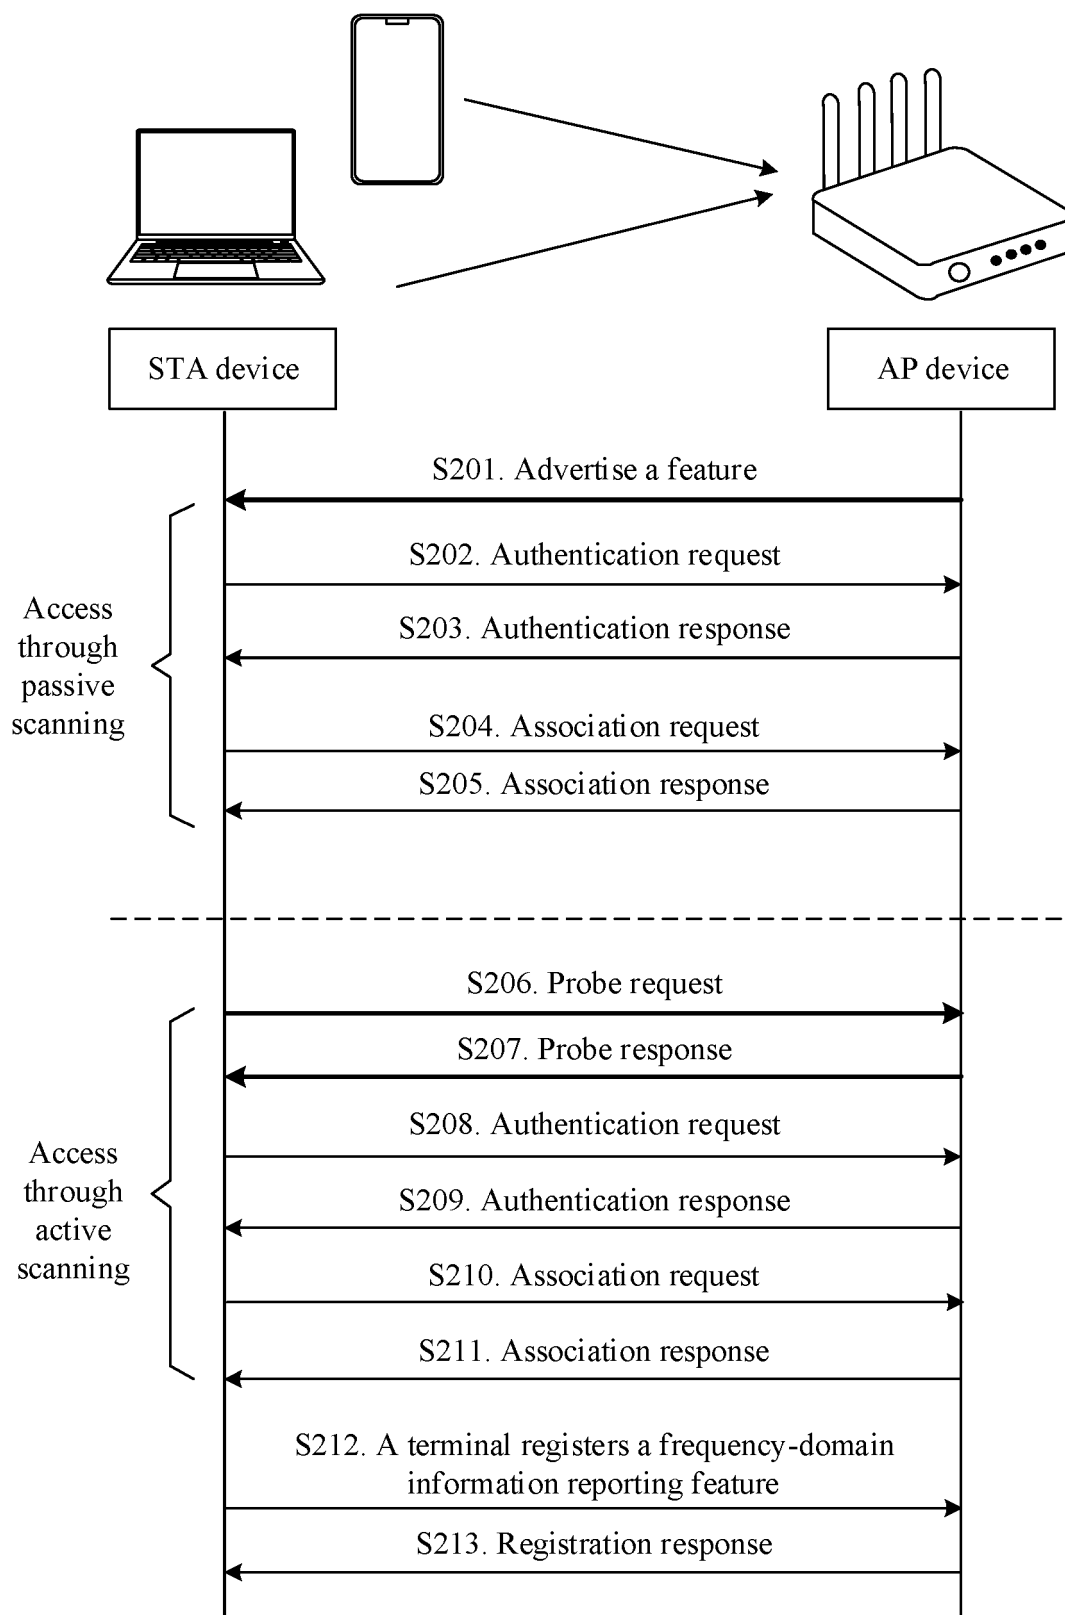 STA device
AP device
S201. Advertise a feature
S202. Authentication request
S203. Authentication response
S204. Association request
S205. Association response
Access
through
passive
scanning
S206. Probe request
S207. Probe response
S208. Authentication request
S209. Authentication response
S210. Association request
S211. Association response
Access
through
active
scanning
S212. A terminal registers a frequency-domain
information reporting feature
S213. Registration response